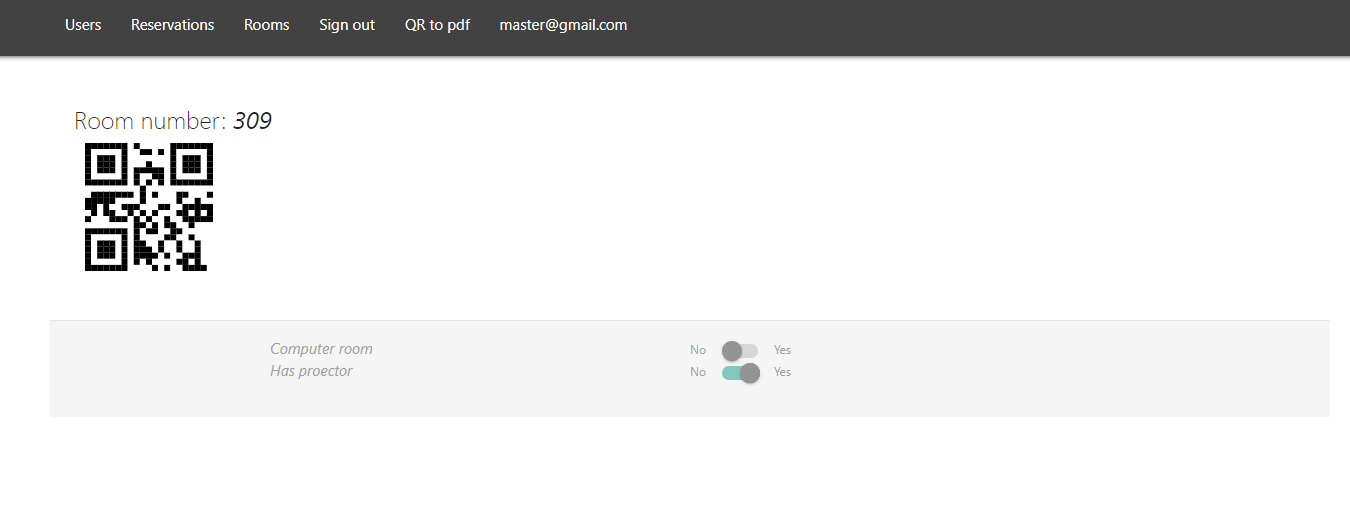 Users Reservations Rooms Sign out QR to pdf master@gmail.com
Room number: 309
Computer room No Yes
Has proector No Yes